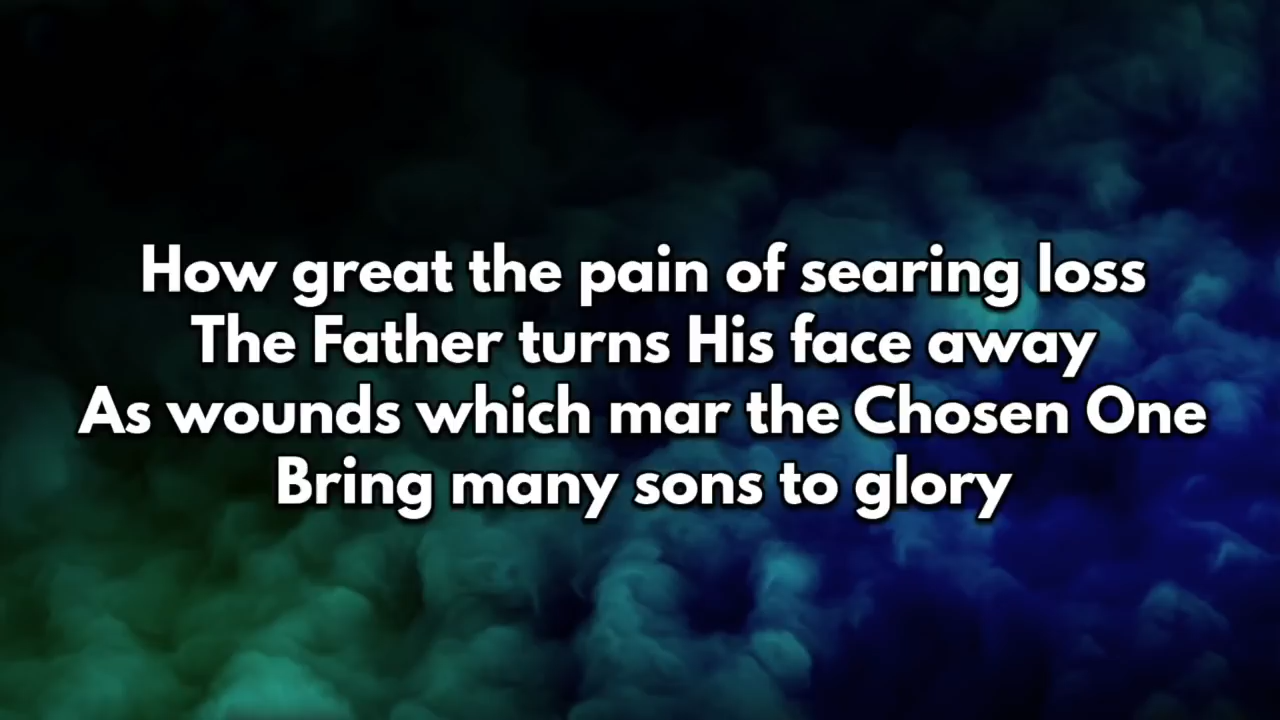 How great the pain of searing loss
The Father turns His face away
As wounds which mar the Chosen One
Bring many sons to glory